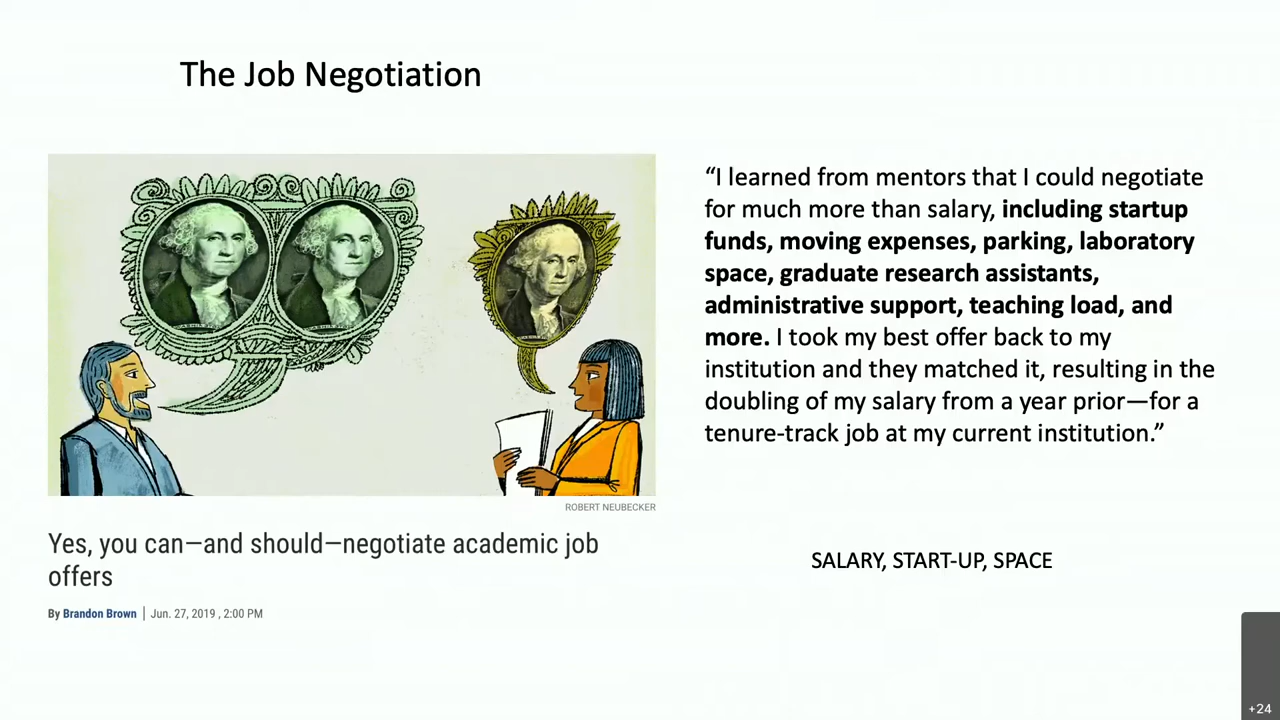 The Job Negotiation
ROBERT NEUBECKER
Yes, you can—and should—negotiate academic job
offers
By Brandon Brown | Jun. 27, 2019 , 2:00 PM
“I learned from mentors that I could negotiate
for much more than salary, including startup
funds, moving expenses, parking, laboratory
space, graduate research assistants,
administrative support, teaching load, and
more. I took my best offer back to my
institution and they matched it, resulting in the
doubling of my salary from a year prior—for a
tenure-track job at my current institution.”
SALARY, START-UP, SPACE
+24